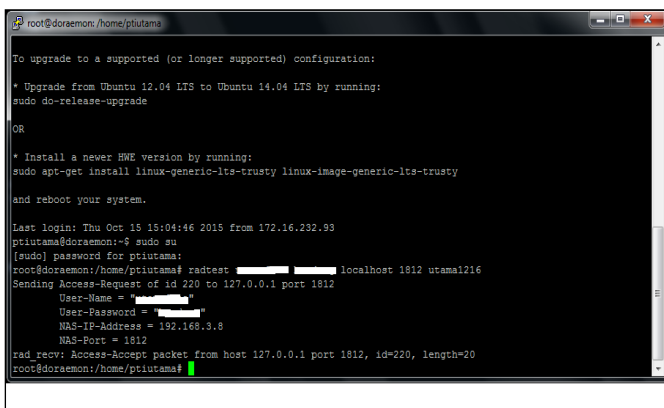 root@doraemon: /home/ptiutama
To upgrade to a supported (or longer supported) configuration:
* Upgrade from Ubuntu 12.04 LTS to Ubuntu 14.04 LTS by running:
sudo do-release-upgrade
OR
* Install a newer HWE version by running:
sudo apt-get install linux-generic-lts-trusty linux-image-generic-lts-trusty
and reboot your system.
Last login: Thu Oct 15 15:04:46 2015 from 172.16.232.93
ptiutama@doraemon:~$ sudo su
[sudo] password for ptiutama:
root@doraemon:/home/ptiutama# radtest localhost 1812 utama1216
Sending Access-Request of id 220 to 127.0.0.1 port 1812
User-Name = ""
User-Password = ""
NAS-IP-Address = 192.168.3.8
NAS-Port = 1812
rad_recv: Access-Accept packet from host 127.0.0.1 port 1812, id=220, length=20
root@doraemon:/home/ptiutama#